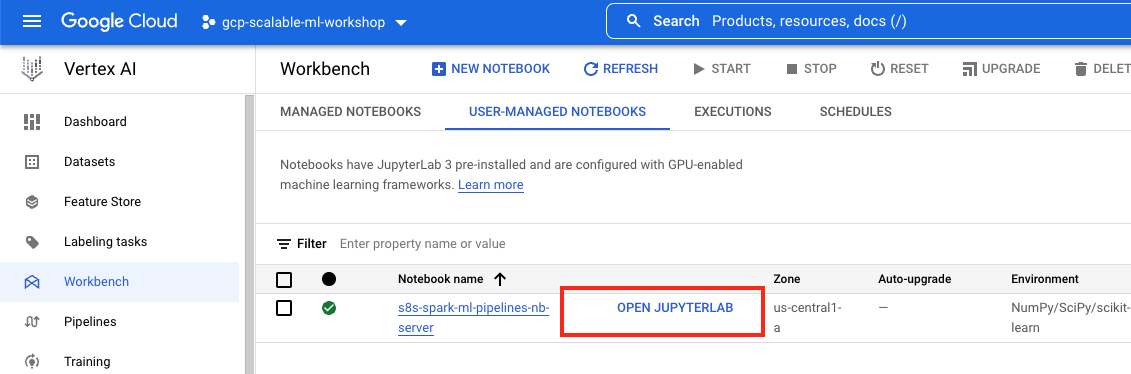 Google Cloud gcp-scalable-ml-workshop Search Products, resources, docs (/)
Vertex AI
Workbench NEW NOTEBOOK REFRESH START STOP RESET UPGRADE DELET
MANAGED NOTEBOOKS USER-MANAGED NOTEBOOKS EXECUTIONS SCHEDULES
Dashboard
Datasets
Feature Store
Labeling tasks
Workbench
Pipelines
Training
Notebooks have JupyterLab 3 pre-installed and are configured with GPU-enabled
machine learning frameworks. Learn more
Filter Enter property name or value
Notebook name Zone Auto-upgrade Environment
s8s-spark-ml-pipelines-nb- OPEN JUPYTERLAB us-central1- — NumPy/SciPy/scikit-
server a learn